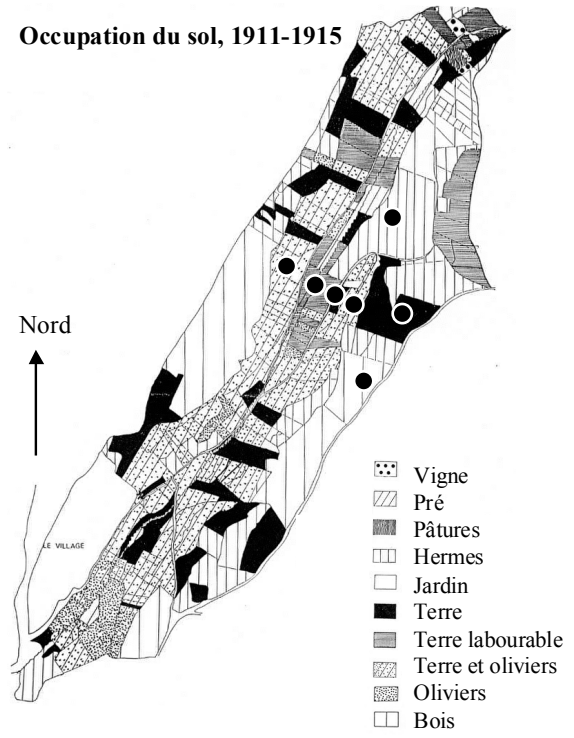 Occupation du sol, 1911-1915
Nord
LE VILLAGE
Vigne
Pré
Pâtures
Hermes
Jardin
Terre
Terre labourable
Terre et oliviers
Oliviers
Bois